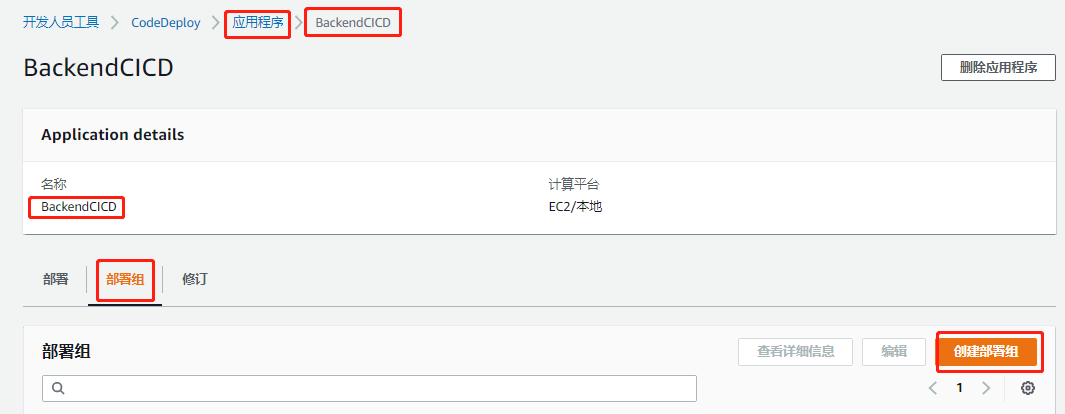 开发人员工具 > CodeDeploy > 应用程序 > BackendCICD
BackendCICD
删除应用程序
Application details
名称
计算平台
BackendCICD
EC2/本地
部署
部署组
修订
部署组
查看详细信息
编辑
创建部署组
< 1 >